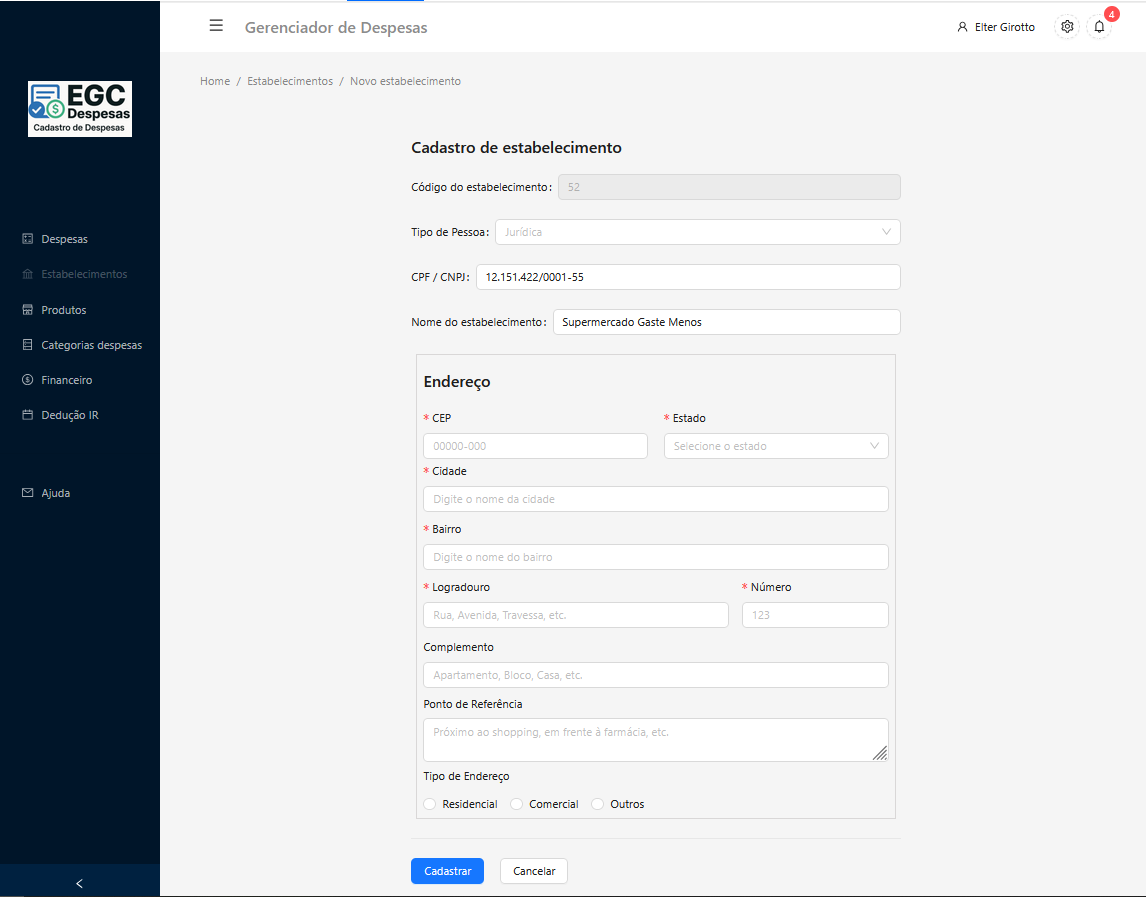 Gerenciador de Despesas
Elter Girotto
4
Home / Estabelecimentos / Novo estabelecimento
EGC
Despesas
Cadastro de Despesas
Despesas
Estabelecimentos
Produtos
Categorias despesas
Financeiro
Dedução IR
Ajuda
Cadastro de estabelecimento
Código do estabelecimento: 52
Tipo de Pessoa: Jurídica
CPF / CNPJ: 12.151.422/0001-55
Nome do estabelecimento: Supermercado Gaste Menos
Endereço
* CEP * Estado
00000-000 Selecione o estado
* Cidade
Digite o nome da cidade
* Bairro
Digite o nome do bairro
* Logradouro * Número
Rua, Avenida, Travessa, etc. 123
Complemento
Apartamento, Bloco, Casa, etc.
Ponto de Referência
Próximo ao shopping, em frente à farmácia, etc.
Tipo de Endereço
Residencial Comercial Outros
Cadastrar Cancelar